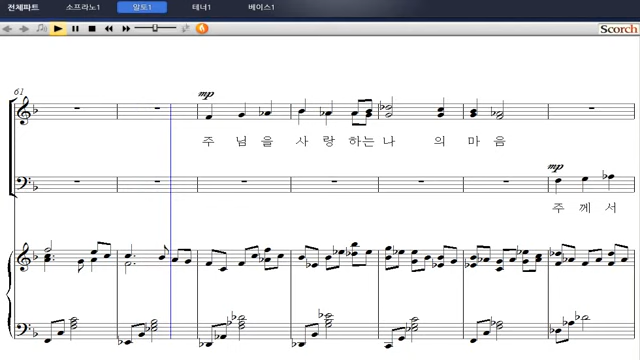 전체파트 소프라노1 알토1 테너1 베이스1
Scorch
61
mp
주 님 을 사 랑 하는 나 의 마 음
mp
주 께 서